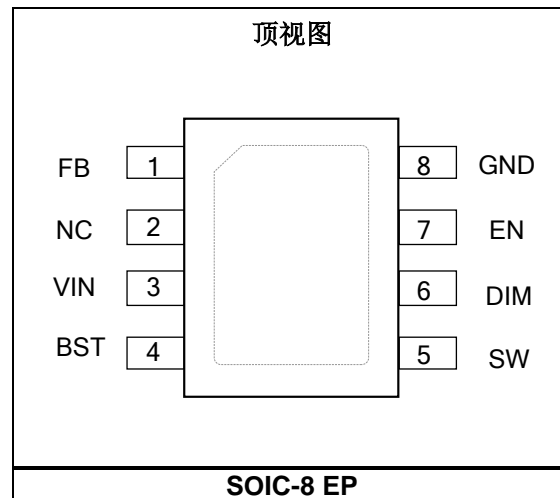 顶视图
FB 1 8 GND
NC 2 7 EN
VIN 3 6 DIM
BST 4 5 SW
SOIC-8 EP